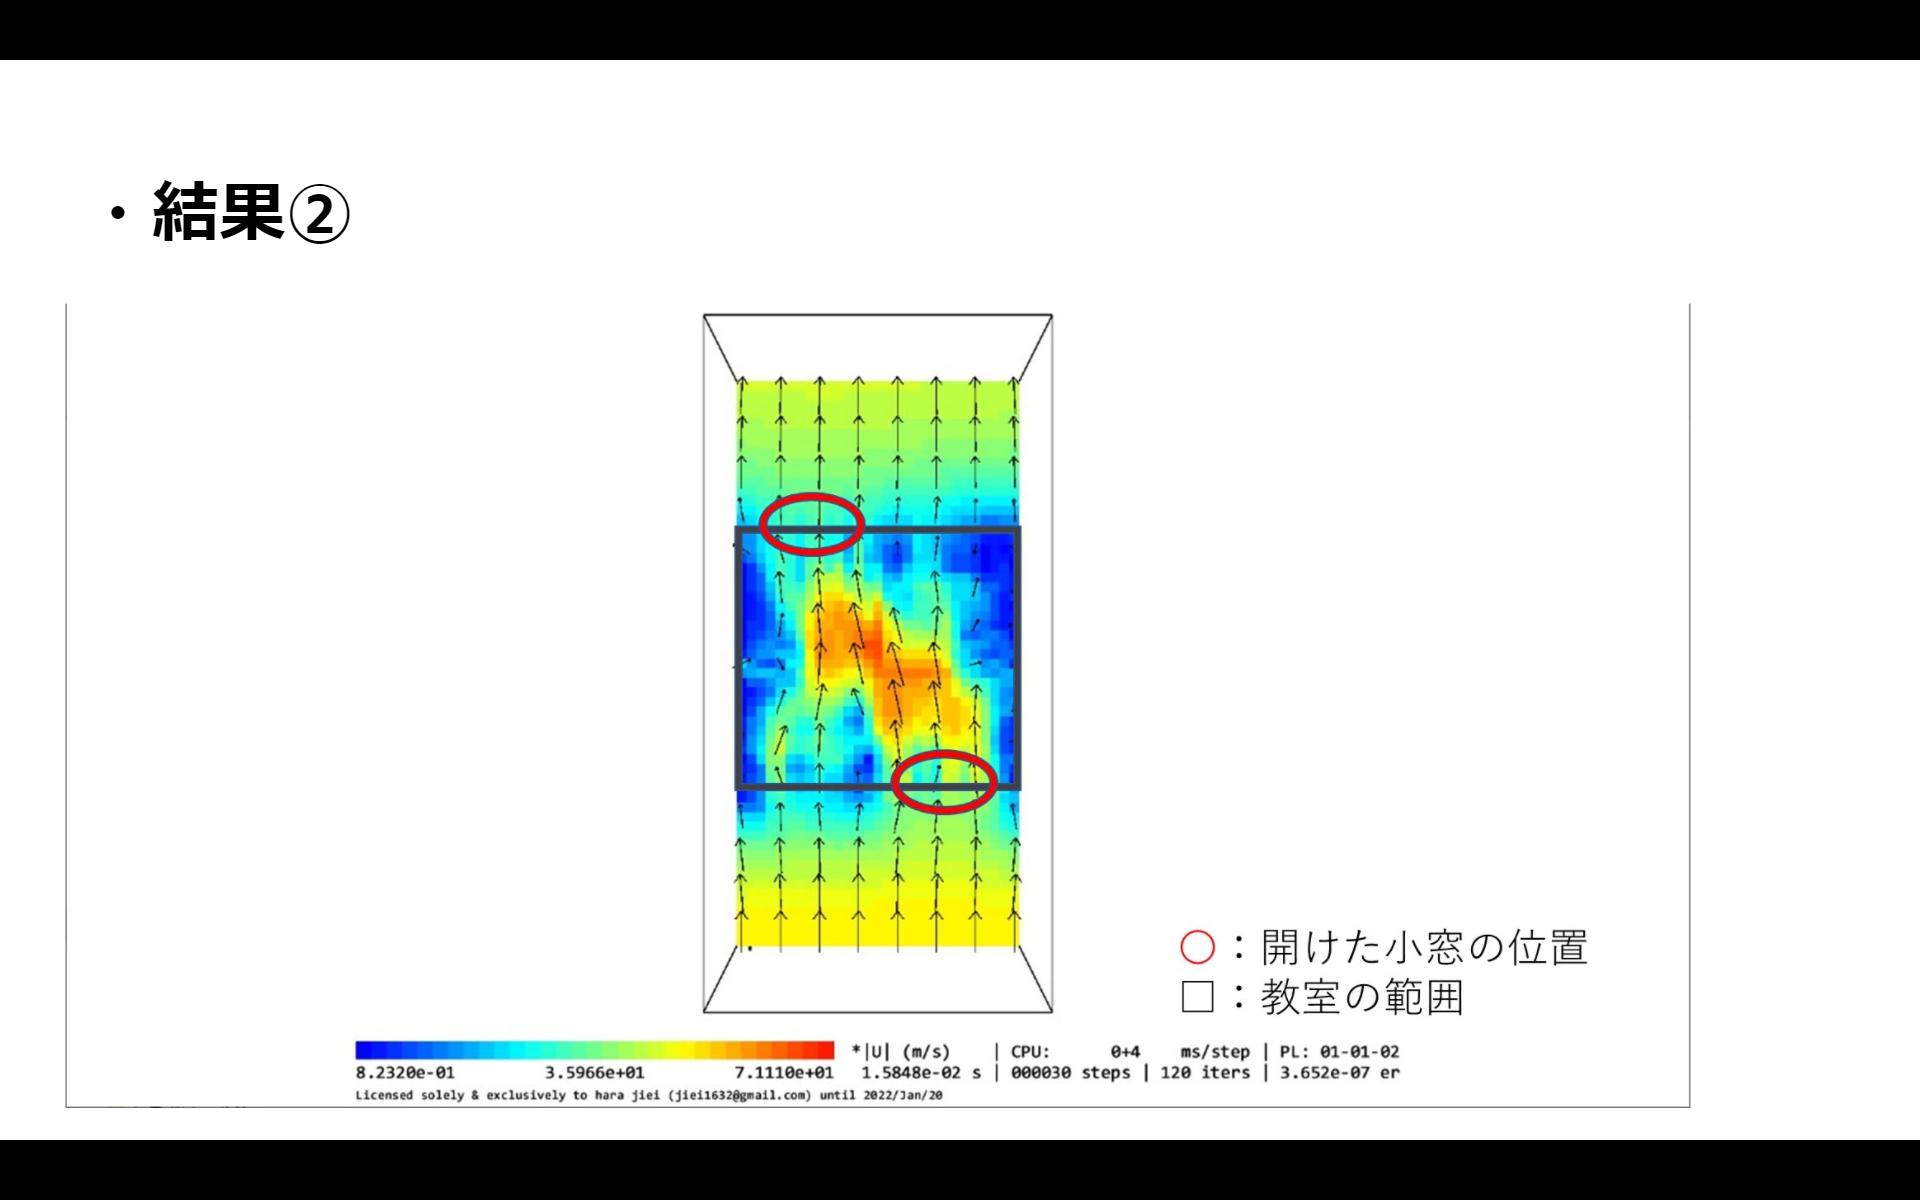 ・結果②
○：開けた小窓の位置
□：教室の範囲
*|U| (m/s) | CPU: 0+4 ms/step | PL: 01-01-02
8.2320e-01 3.5966e+01 7.1110e+01 1.5848e-02 s | 000030 steps | 120 iters | 3.652e-07 er
Licensed solely & exclusively to hara jiei (jiei1632@gmail.com) until 2022/Jan/20